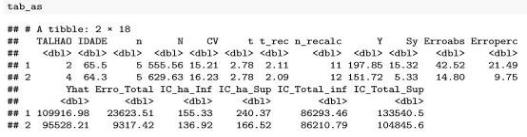 tab_as
## # A tibble: 2 × 18
## TALHAO IDADE n N CV t t_rec n_recalc Y Sy Erroabs Erroperc
## <dbl> <dbl> <dbl> <dbl> <dbl> <dbl> <dbl> <dbl> <dbl> <dbl> <dbl> <dbl>
## 1 2 65.5 5 555.56 15.21 2.78 2.11 11 197.85 15.32 42.52 21.49
## 2 4 64.3 5 629.63 16.23 2.78 2.09 12 151.72 5.33 14.80 9.75
## Yhat Erro_Total IC_ha_Inf IC_ha_Sup IC_Total_inf IC_Total_Sup
## <dbl> <dbl> <dbl> <dbl> <dbl> <dbl>
## 1 109916.98 23623.51 155.33 240.37 86293.46 133540.5
## 2 95528.21 9317.42 136.92 166.52 86210.79 104845.6